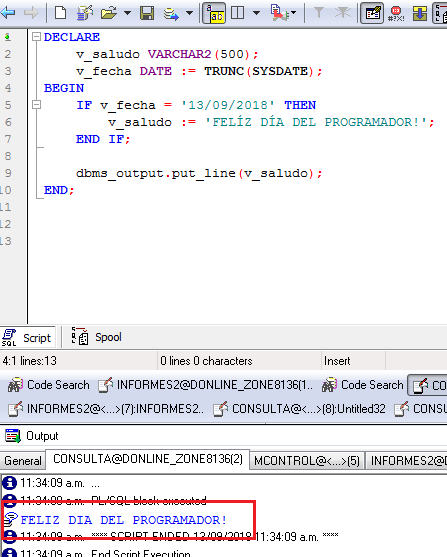 1 DECLARE
2 v_saludo VARCHAR2(500);
3 v_fecha DATE := TRUNC(SYSDATE);
4 BEGIN
5 IF v_fecha = '13/09/2018' THEN
6 v_saludo := 'FELÍZ DÍA DEL PROGRAMADOR!';
7 END IF;
8
9 dbms_output.put_line(v_saludo);
10 END;
11
12
13
SQL Script Spool
4:1 lines:13 0 lines 0 characters Insert
Code Search INFORMES2@DONLINE_ZONE8136(1.. Code Search CO
INFORMES2@<...>(7):INFORMES2.. CONSULTA@<...>(8):Untitled32 CONSU
Output
General CONSULTA@DONLINE_ZONE8136(2) MCONTROL@<...>(5) INFORMES2@D
11:34:09 a.m. ...
11:34:09 a.m. PL/SQL block executed
FELIZ DIA DEL PROGRAMADOR!
11:34:09 a.m. **** SCRIPT ENDED 13/09/2018 11:34:09 a.m. ****
11:34:09 a.m. End Script Execution